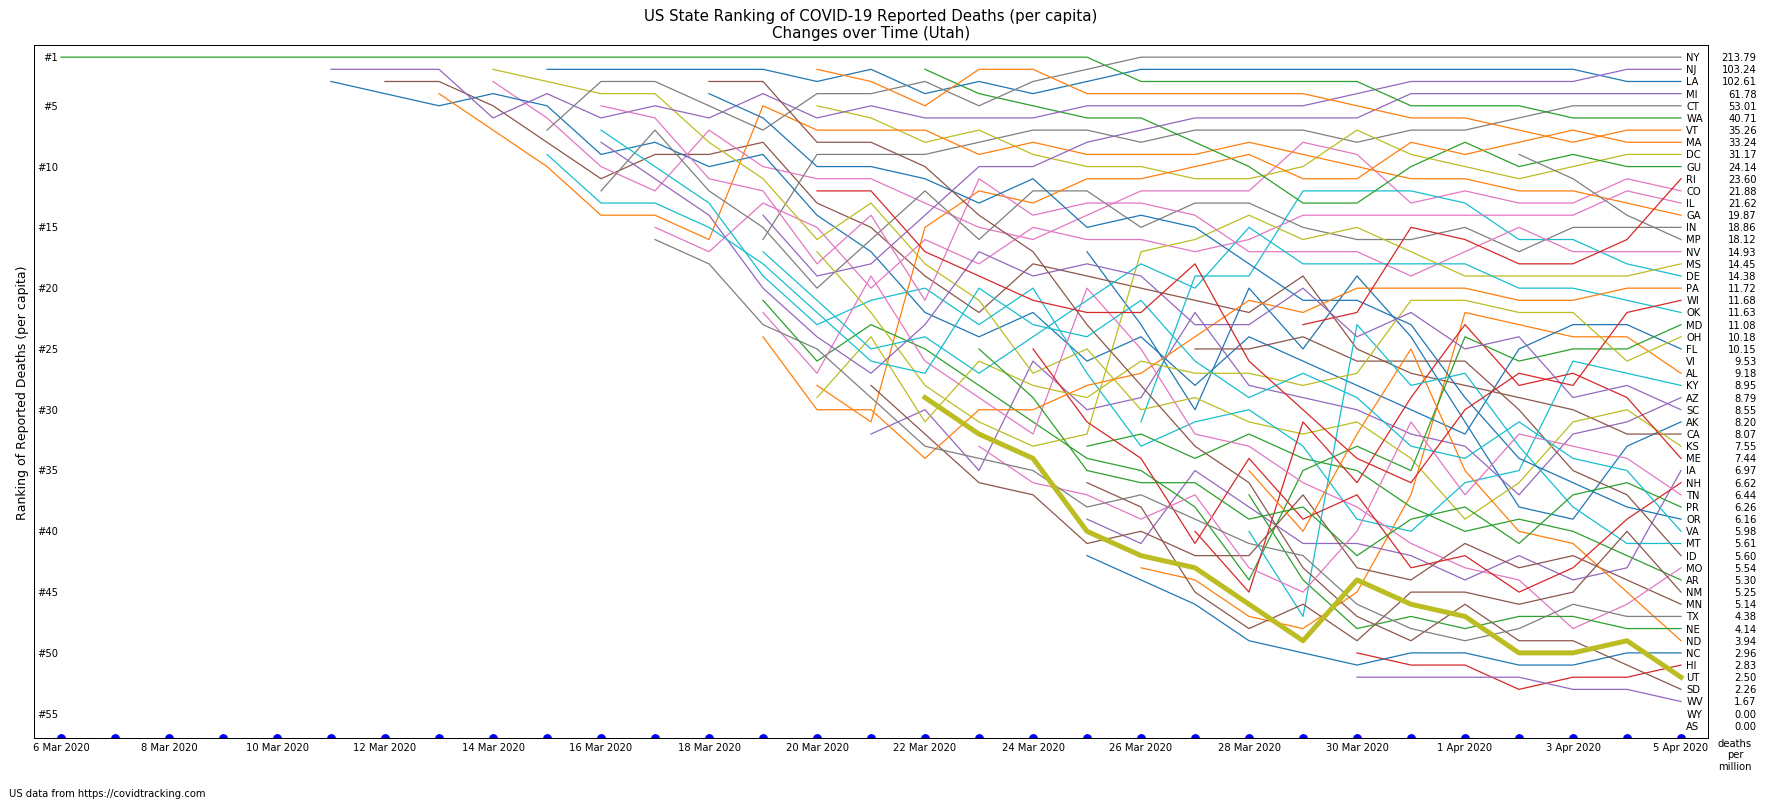 US State Ranking of COVID-19 Reported Deaths (per capita)
Changes over Time (Utah)
Ranking of Reported Deaths (per capita)
#1
#5
#10
#15
#20
#25
#30
#35
#40
#45
#50
#55
NY 213.79
NJ 103.24
LA 102.61
MI 61.78
CT 53.01
WA 40.71
VT 35.26
MA 33.24
DC 31.17
GU 24.14
RI 23.60
CO 21.88
IL 21.62
GA 19.87
IN 18.86
MP 18.12
NV 14.93
MS 14.45
DE 14.38
PA 11.72
WI 11.68
OK 11.63
MD 11.08
OH 10.18
FL 10.15
VI 9.53
AL 9.18
KY 8.95
AZ 8.79
SC 8.55
AK 8.20
CA 8.07
KS 7.55
ME 7.44
IA 6.97
NH 6.62
TN 6.44
PR 6.26
OR 6.16
VA 5.98
MT 5.61
ID 5.60
MO 5.54
AR 5.30
NM 5.25
MN 5.14
TX 4.38
NE 4.14
ND 3.94
NC 2.96
HI 2.83
UT 2.50
SD 2.26
WV 1.67
WY 0.00
AS 0.00
6 Mar 2020 8 Mar 2020 10 Mar 2020 12 Mar 2020 14 Mar 2020 16 Mar 2020 18 Mar 2020 20 Mar 2020 22 Mar 2020 24 Mar 2020 26 Mar 2020 28 Mar 2020 30 Mar 2020 1 Apr 2020 3 Apr 2020 5 Apr 2020
deaths
per
million
US data from https://covidtracking.com